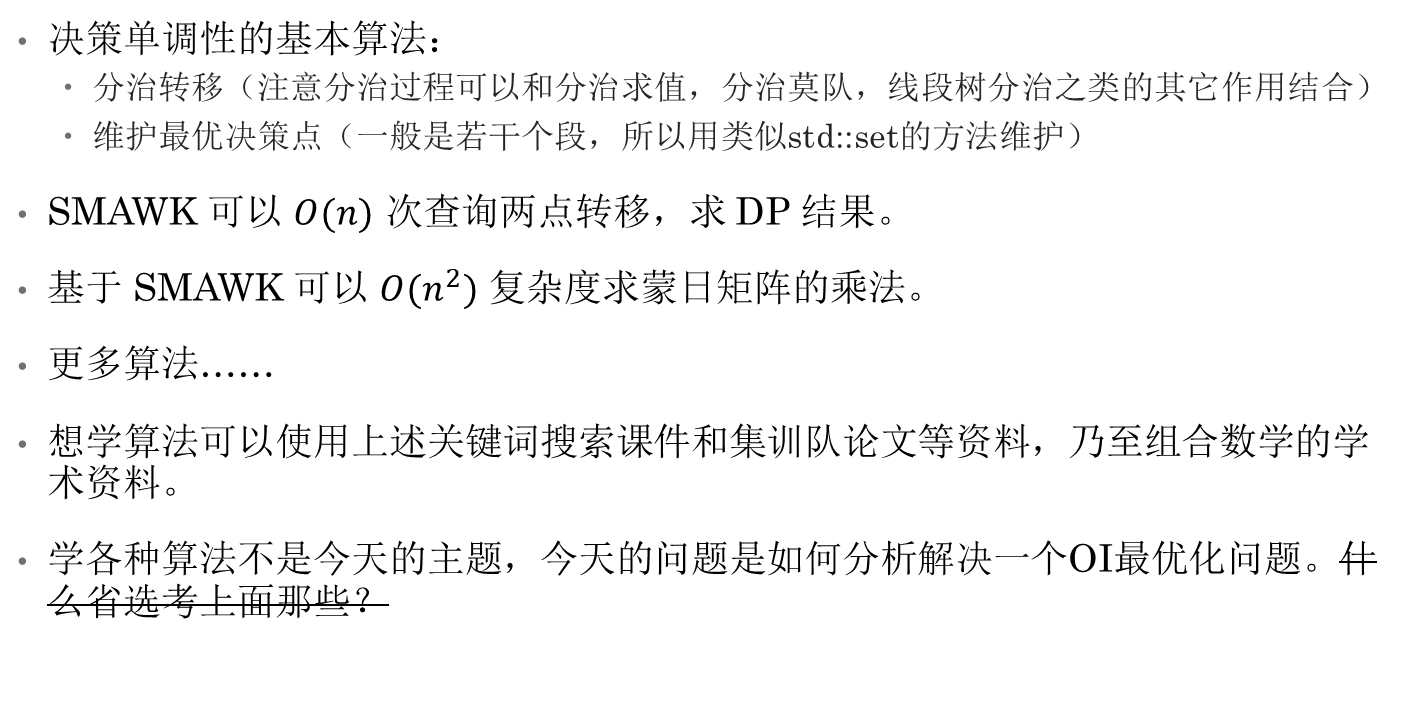 • 决策单调性的基本算法：
• 分治转移（注意分治过程可以和分治求值，分治莫队，线段树分治之类的其它作用结合）
• 维护最优决策点（一般是若干个段，所以用类似std::set的方法维护）
• SMAWK 可以 O(n) 次查询两点转移，求 DP 结果。
• 基于 SMAWK 可以 O(n²) 复杂度求蒙日矩阵的乘法。
• 更多算法……
• 想学算法可以使用上述关键词搜索课件和集训队论文等资料，乃至组合数学的学
术资料。
• 学各种算法不是今天的主题，今天的问题是如何分析解决一个OI最优化问题。什
么省选考上面那些？